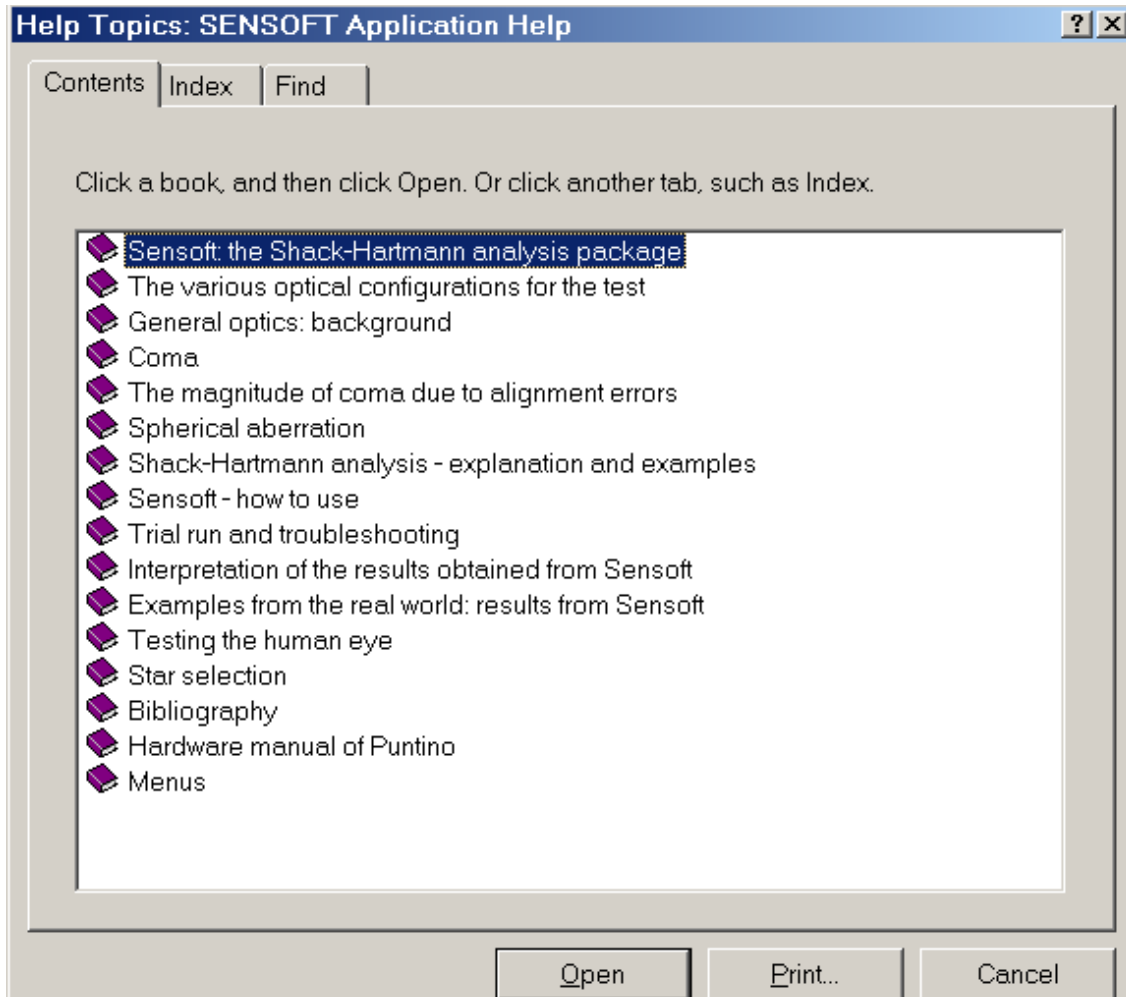 Help Topics: SENSOFT Application Help
Contents Index Find
Click a book, and then click Open. Or click another tab, such as Index.
Sensoft: the Shack-Hartmann analysis package
The various optical configurations for the test
General optics: background
Coma
The magnitude of coma due to alignment errors
Spherical aberration
Shack-Hartmann analysis - explanation and examples
Sensoft - how to use
Trial run and troubleshooting
Interpretation of the results obtained from Sensoft
Examples from the real world: results from Sensoft
Testing the human eye
Star selection
Bibliography
Hardware manual of Puntino
Menus
Open Print... Cancel